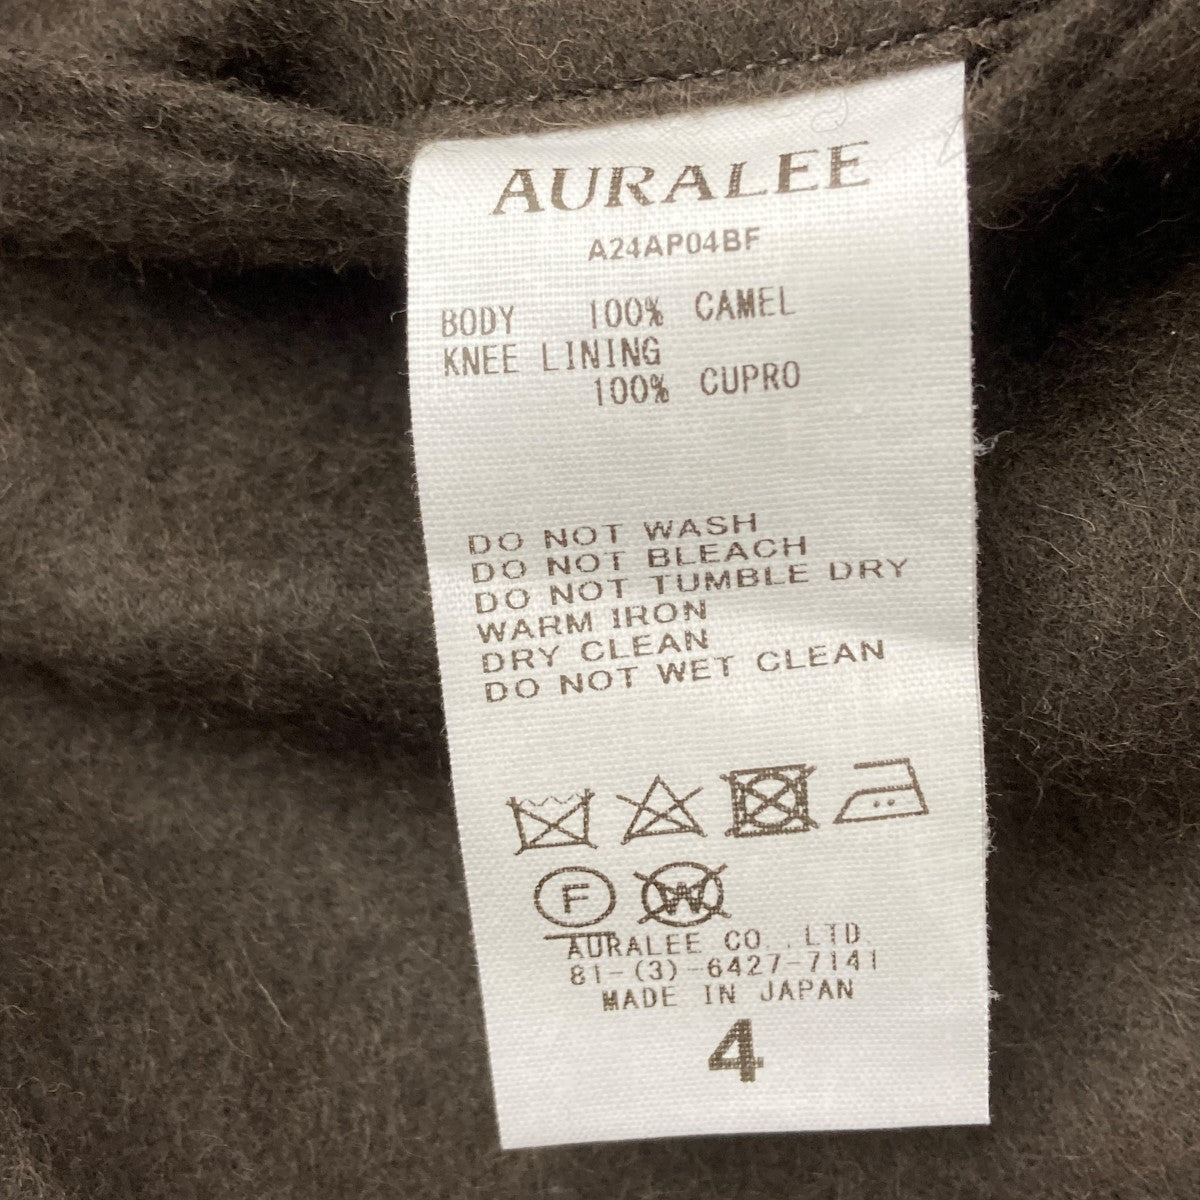 AURALEE
A24AP04BF
BODY 100% CAMEL
KNEE LINING
100% CUPRO
DO NOT WASH
DO NOT BLEACH
DO NOT TUMBLE DRY
WARM IRON
DRY CLEAN
DO NOT WET CLEAN
F W
AURALEE CO.,LTD.
81-(3)-6427-7141
MADE IN JAPAN
4